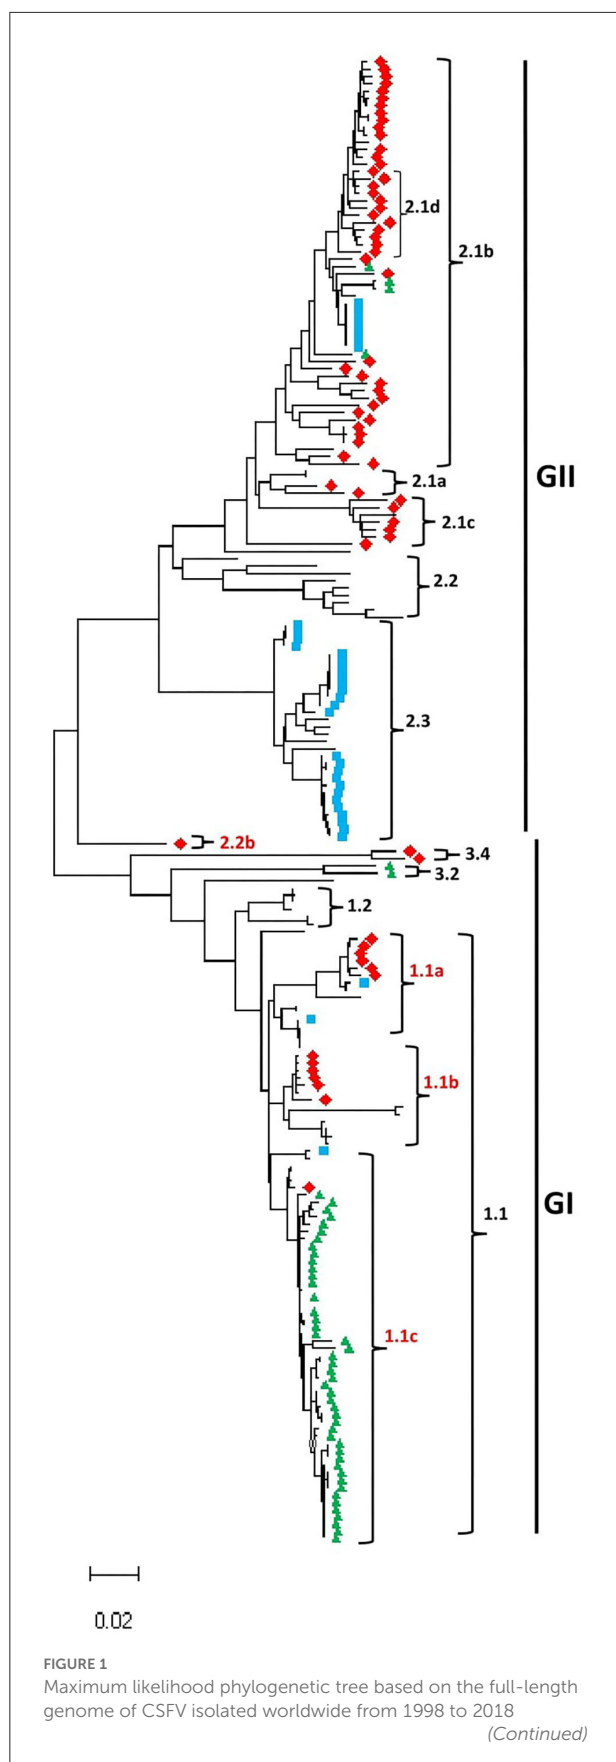 2.1d
2.1b
GII
2.1a
2.1c
2.2
2.3
2.2b
3.4
3.2
1.2
1.1a
1.1b
1.1
GI
1.1c
0.02
FIGURE 1
Maximum likelihood phylogenetic tree based on the full-length
genome of CSFV isolated worldwide from 1998 to 2018
(Continued)